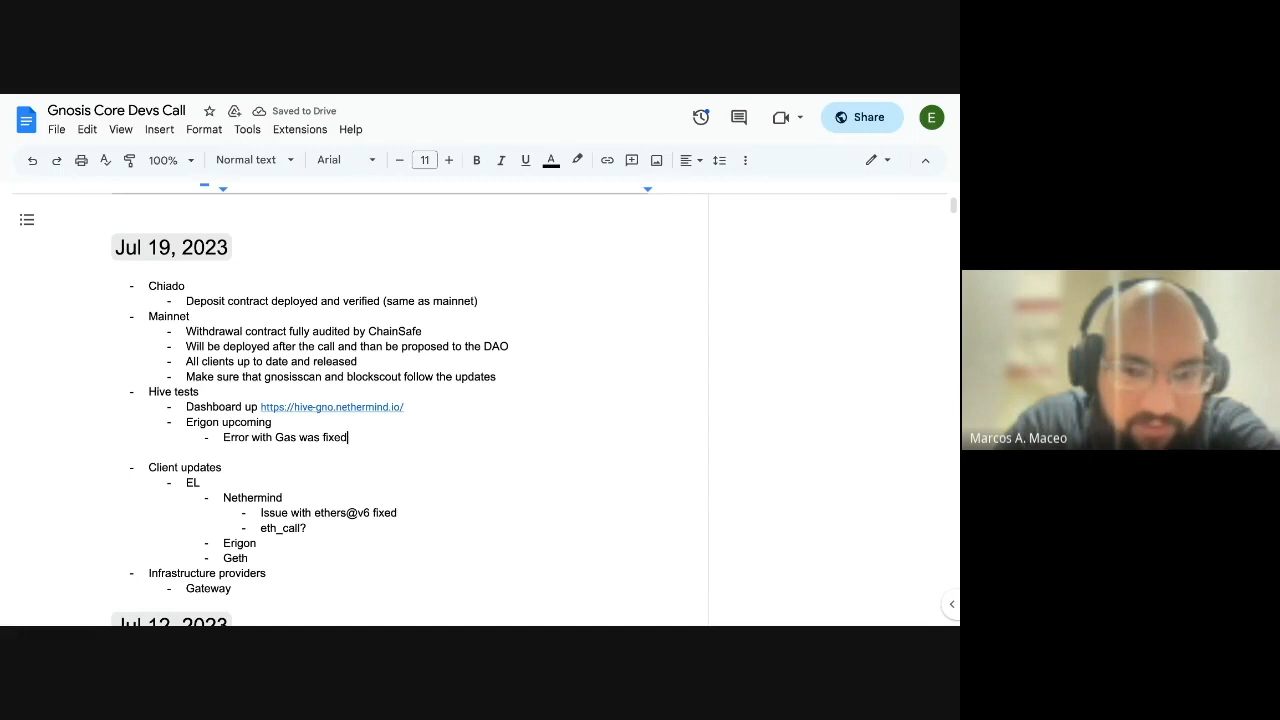 Gnosis Core Devs Call
Saved to Drive
File Edit View Insert Format Tools Extensions Help
Share
E
100%
Normal text
Arial
11
B I U A
Jul 19, 2023
- Chiado
- Deposit contract deployed and verified (same as mainnet)
- Mainnet
- Withdrawal contract fully audited by ChainSafe
- Will be deployed after the call and than be proposed to the DAO
- All clients up to date and released
- Make sure that gnosisscan and blockscout follow the updates
- Hive tests
- Dashboard up https://hive-gno.nethermind.io/
- Erigon upcoming
- Error with Gas was fixed
- Client updates
- EL
- Nethermind
- Issue with ethers@v6 fixed
- eth_call?
- Erigon
- Geth
- Infrastructure providers
- Gateway
Jul 12, 2023
Marcos A. Maceo